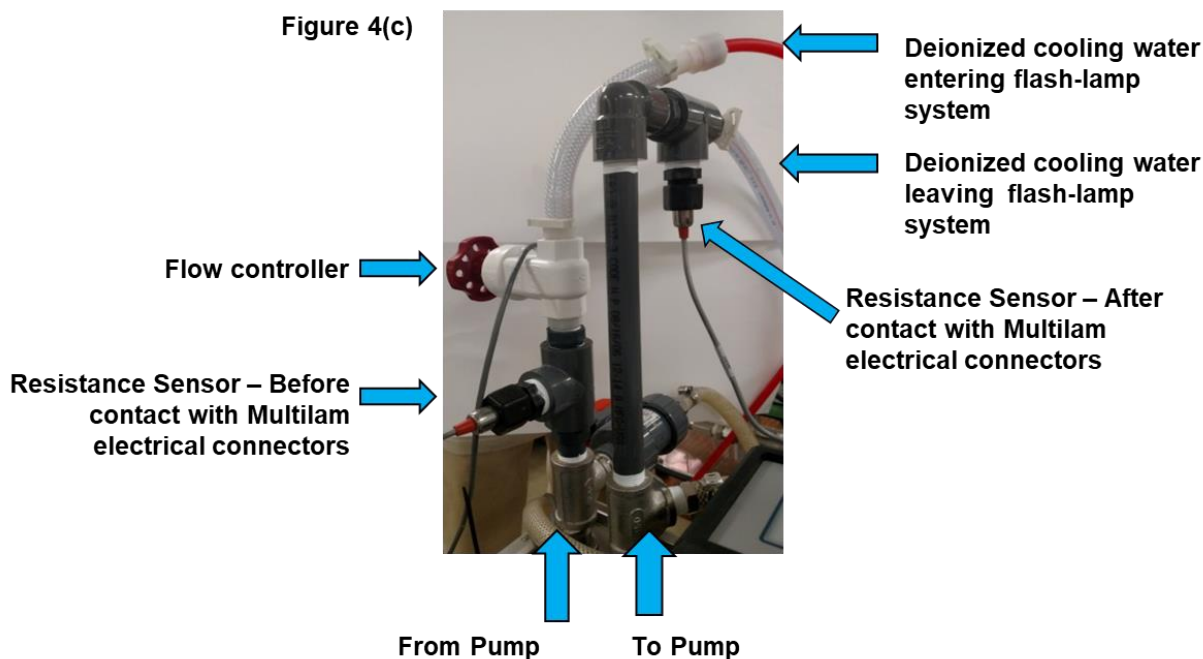 Figure 4(c)
Deionized cooling water
entering flash-lamp
system
Deionized cooling water
leaving flash-lamp
system
Flow controller
Resistance Sensor – After
contact with Multilam
electrical connectors
Resistance Sensor – Before
contact with Multilam
electrical connectors
From Pump
To Pump